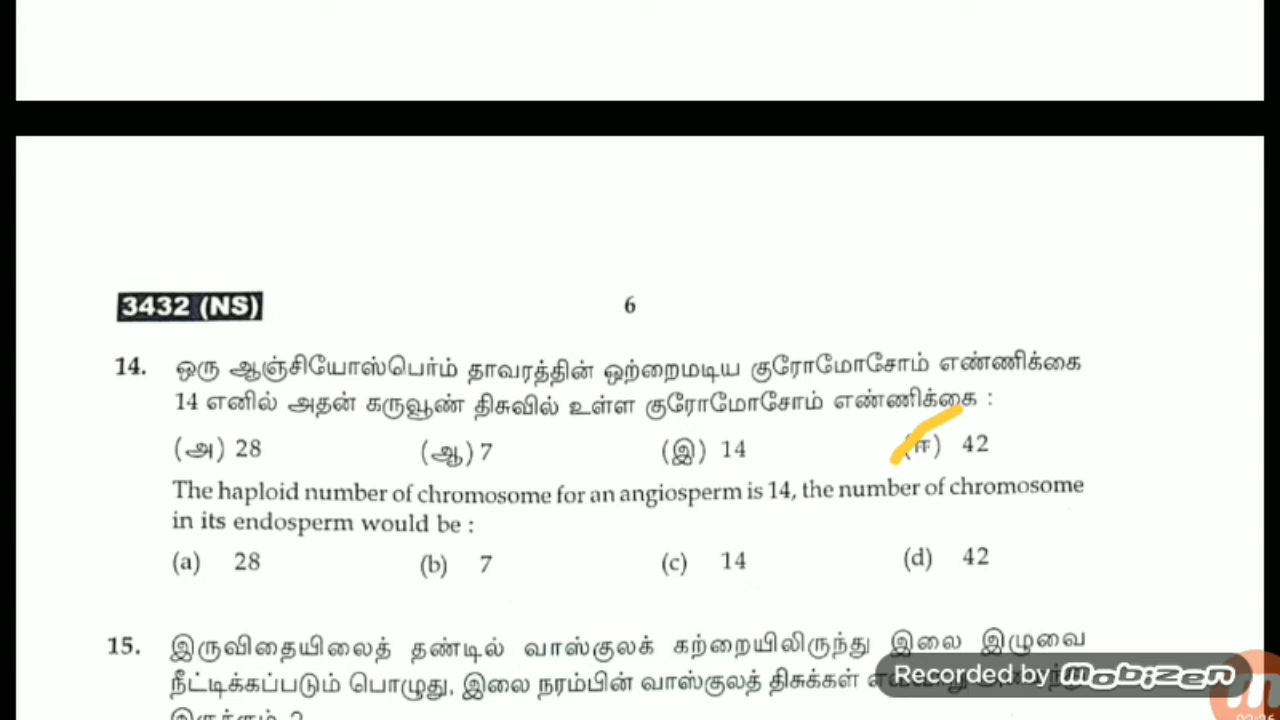 3432 (NS)
6
14. ஒரு ஆஞ்சியோஸ்பெர்ம் தாவரத்தின் ஒற்றைமடிய குரோமோசோம் எண்ணிக்கை
14 எனில் அதன் கருவூண் திசுவில் உள்ள குரோமோசோம் எண்ணிக்கை :
(அ) 28 (ஆ) 7 (இ) 14 (ஈ) 42
The haploid number of chromosome for an angiosperm is 14, the number of chromosome
in its endosperm would be :
(a) 28 (b) 7 (c) 14 (d) 42
15. இருவிதையிலைத் தண்டில் வாஸ்குலக் கற்றையிலிருந்து இலை இழுவை
நீட்டிக்கப்படும் பொழுது, இலை நரம்பின் வாஸ்குலத் திசுக்கள்
இருக்கும் ?
Recorded by mobizen